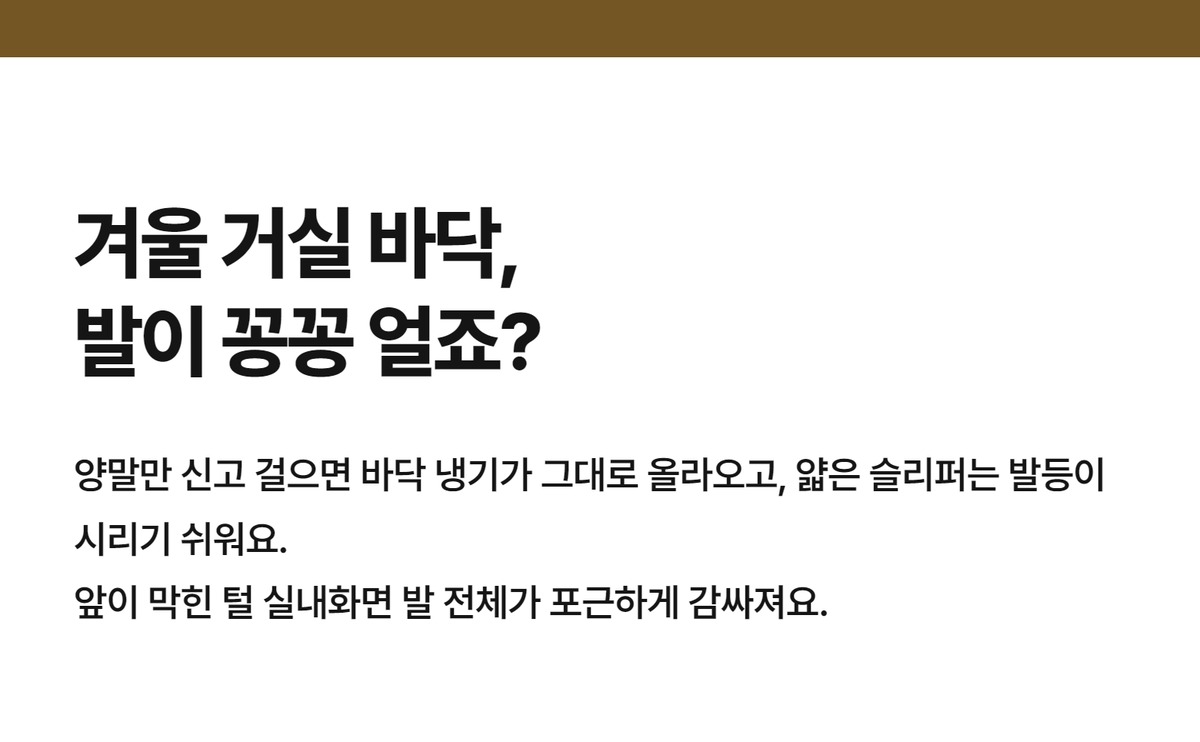 겨울 거실 바닥,
발이 꽁꽁 얼죠?
양말만 신고 걸으면 바닥 냉기가 그대로 올라오고, 얇은 슬리퍼는 발등이
시리기 쉬워요.
앞이 막힌 털 실내화면 발 전체가 포근하게 감싸져요.